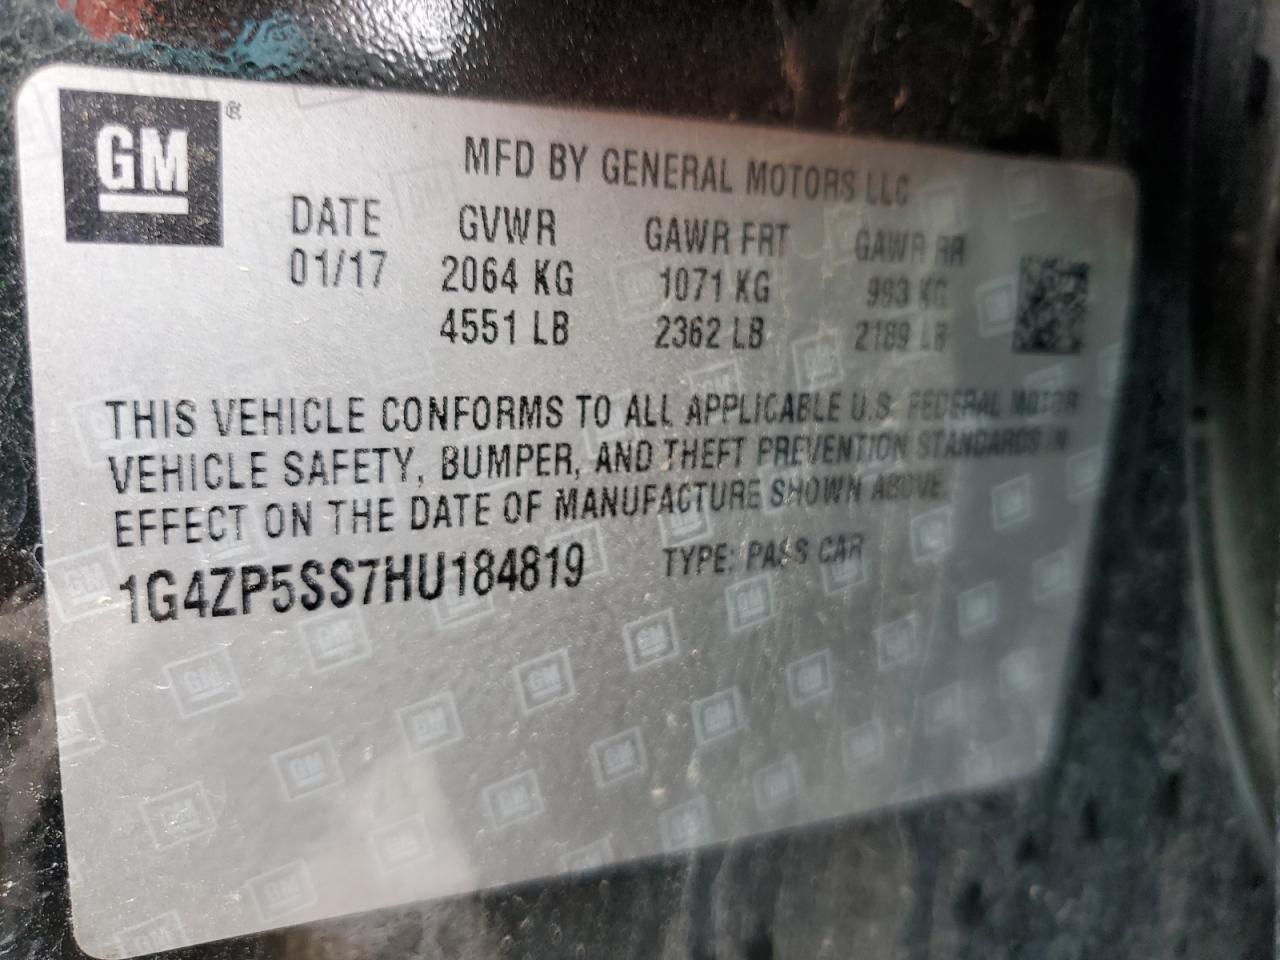 GM ®
MFD BY GENERAL MOTORS LLC
DATE GVWR GAWR FRT GAWR RR
01/17 2064 KG 1071 KG 993 KG
4551 LB 2362 LB 2189 LB
THIS VEHICLE CONFORMS TO ALL APPLICABLE U.S. FEDERAL MOTOR
VEHICLE SAFETY, BUMPER, AND THEFT PREVENTION STANDARDS IN
EFFECT ON THE DATE OF MANUFACTURE SHOWN ABOVE.
1G4ZP5SS7HU184819 TYPE: PASS CAR